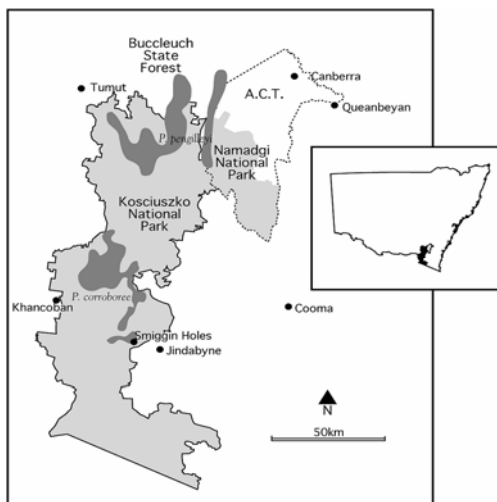 Buccleuch
State
Forest
Tumut
Canberra
A.C.T.
Queanbeyan
P. pengilleyi
Namadgi
National
Park
Kosciuszko
National
Park
P. corroboree
Khancoban
Cooma
Smiggin Holes
Jindabyne
N
50km